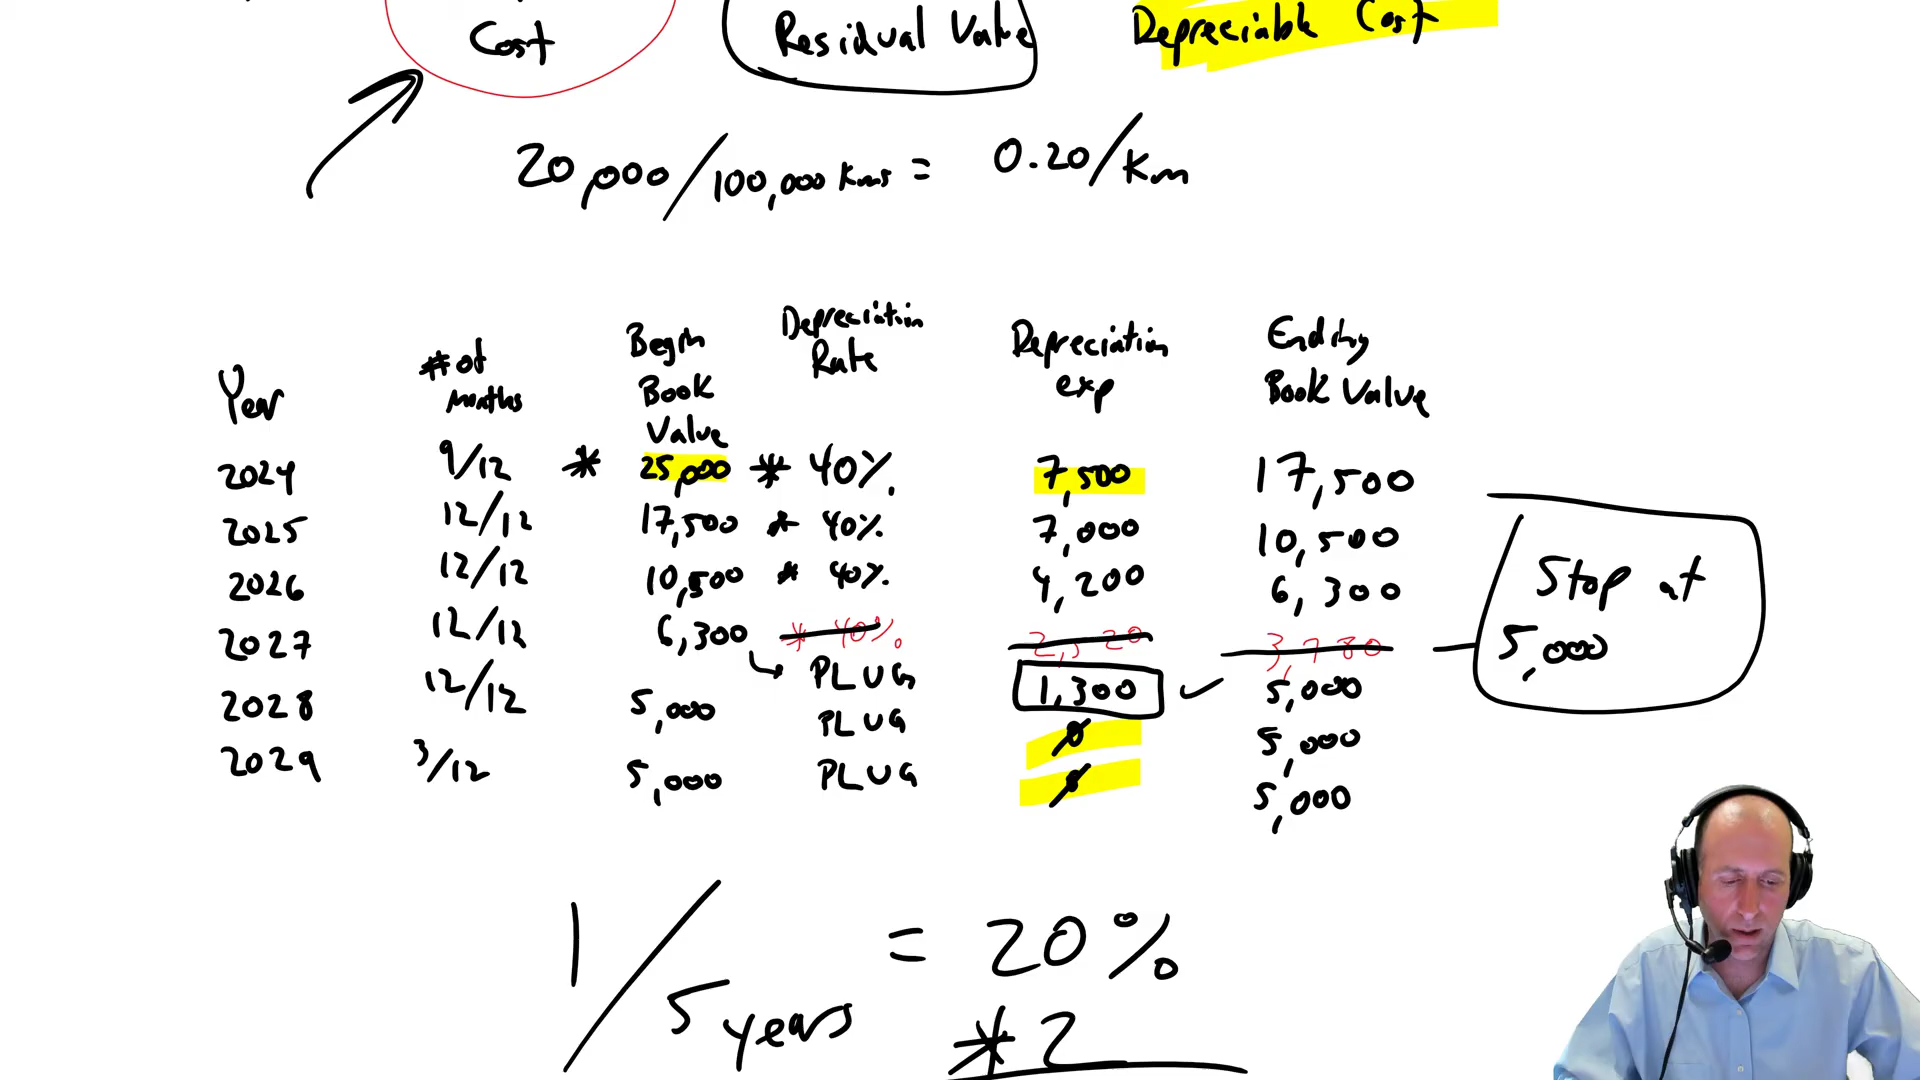 Cost Residual Value Depreciable Cost
20,000/100,000 Kms = 0.20/Km
Year # of months Begin Book Value Depreciation Rate Depreciation exp Ending Book Value
2024 9/12 * 25,000 * 40% 7,500 17,500
2025 12/12 17,500 * 40% 7,000 10,500
2026 12/12 10,500 * 40% 4,200 6,300
2027 12/12 6,300 * 40% 2,520 3,780
PLUG 1,300 5,000
2028 12/12 5,000 PLUG 0 5,000
2029 3/12 5,000 PLUG 0 5,000
Stop at
5,000
1/5 years = 20%
*2